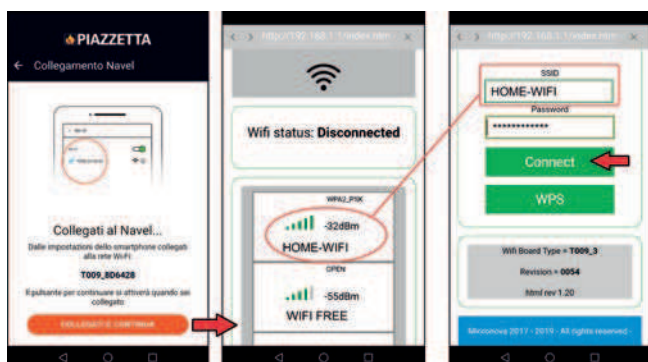 PIAZZETTA
Collegamento Navel
Collegati al Navel...
Dalle impostazioni dello smartphone collegati
alla rete Wi-Fi
T009_8D6428
Il pulsante per continuare si attiverà quando sei
collegato
COLLEGATI E CONTINUA
http://192.168.1.1/index.htm
Wifi status: Disconnected
WPA2_PSK
-32dBm
HOME-WIFI
OPEN
-55dBm
WIFI FREE
http://192.168.1.1/index.htm
SSID
HOME-WIFI
Password
************
Connect
WPS
Wifi Board Type = T009_3
Revision = 0054
html rev 1.20
Micronova 2017 - 2019 - All rights reserved -